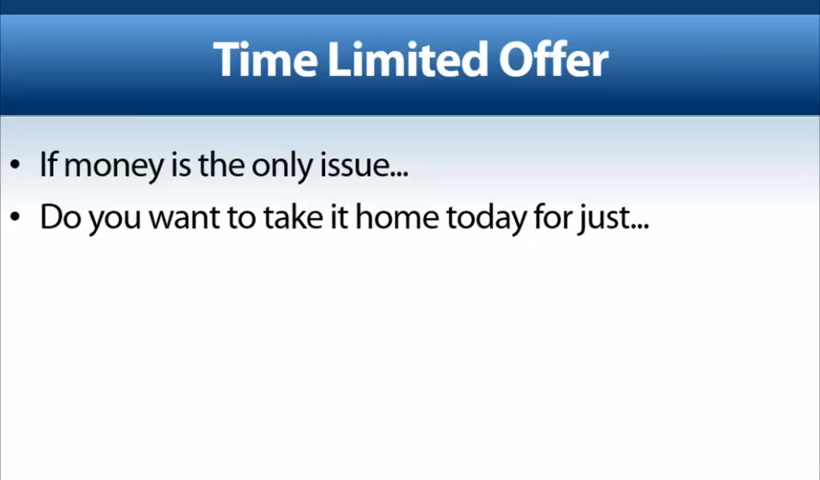 Time Limited Offer
• If money is the only issue...
• Do you want to take it home today for just...